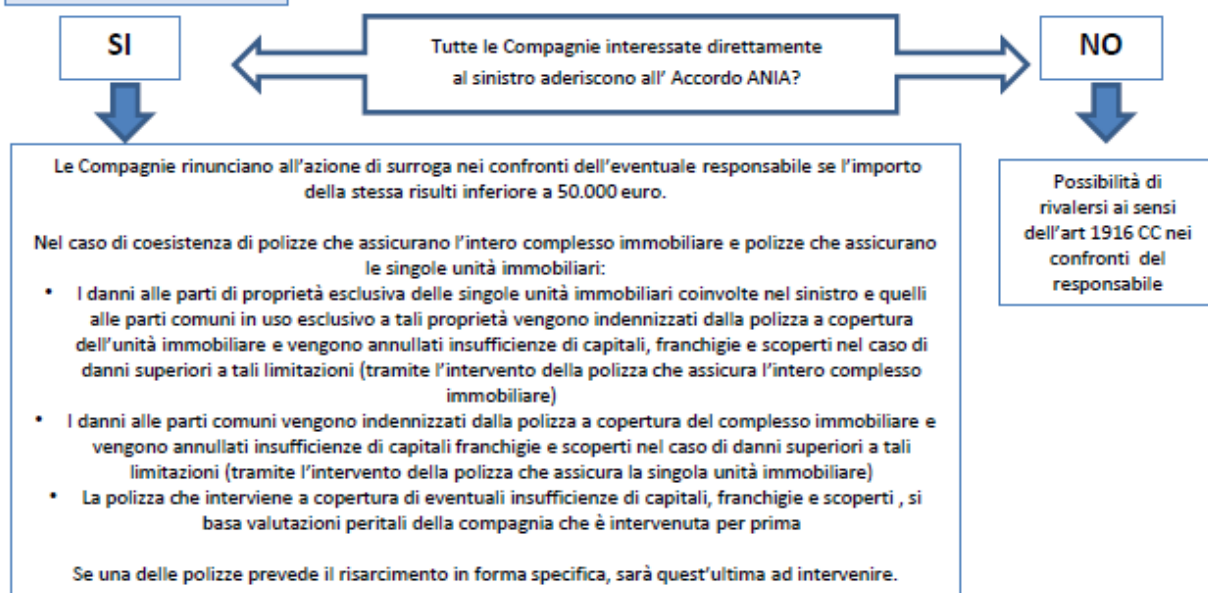 SI
Tutte le Compagnie interessate direttamente
al sinistro aderiscono all' Accordo ANIA?
NO
Le Compagnie rinunciano all'azione di surroga nei confronti dell'eventuale responsabile se l'importo
della stessa risulti inferiore a 50.000 euro.
Nel caso di coesistenza di polizze che assicurano l'intero complesso immobiliare e polizze che assicurano
le singole unità immobiliari:
• I danni alle parti di proprietà esclusiva delle singole unità immobiliari coinvolte nel sinistro e quelli
alle parti comuni in uso esclusivo a tali proprietà vengono indennizzati dalla polizza a copertura
dell'unità immobiliare e vengono annullati insufficienze di capitali, franchigie e scoperti nel caso di
danni superiori a tali limitazioni (tramite l'intervento della polizza che assicura l'intero complesso
immobiliare)
• I danni alle parti comuni vengono indennizzati dalla polizza a copertura del complesso immobiliare e
vengono annullati insufficienze di capitali franchigie e scoperti nel caso di danni superiori a tali
limitazioni (tramite l'intervento della polizza che assicura la singola unità immobiliare)
• La polizza che interviene a copertura di eventuali insufficienze di capitali, franchigie e scoperti , si
basa valutazioni peritali della compagnia che è intervenuta per prima
Se una delle polizze prevede il risarcimento in forma specifica, sarà quest'ultima ad intervenire.
Possibilità di
rivalersi ai sensi
dell'art 1916 CC nei
confronti del
responsabile